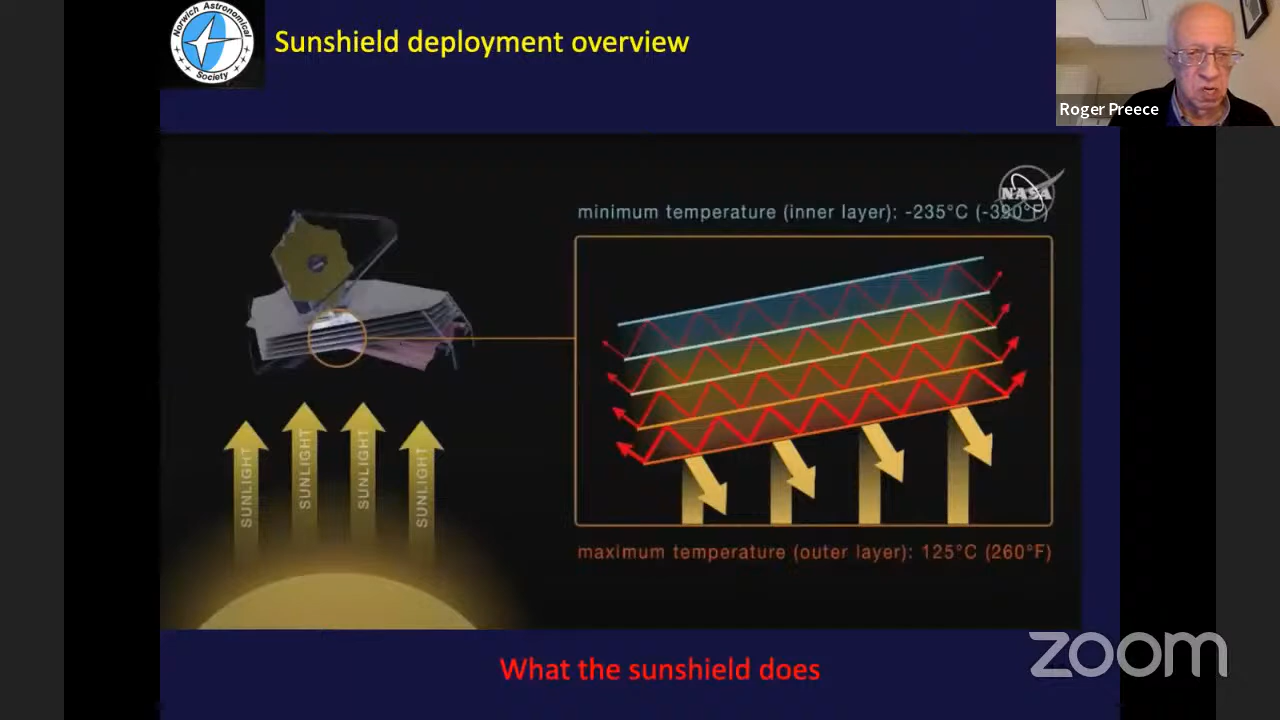 Norwich Astronomical
Society
Sunshield deployment overview
Roger Preece
NASA
minimum temperature (inner layer): -235°C (-390°F)
SUNLIGHT
SUNLIGHT
SUNLIGHT
SUNLIGHT
maximum temperature (outer layer): 125°C (260°F)
What the sunshield does
zoom